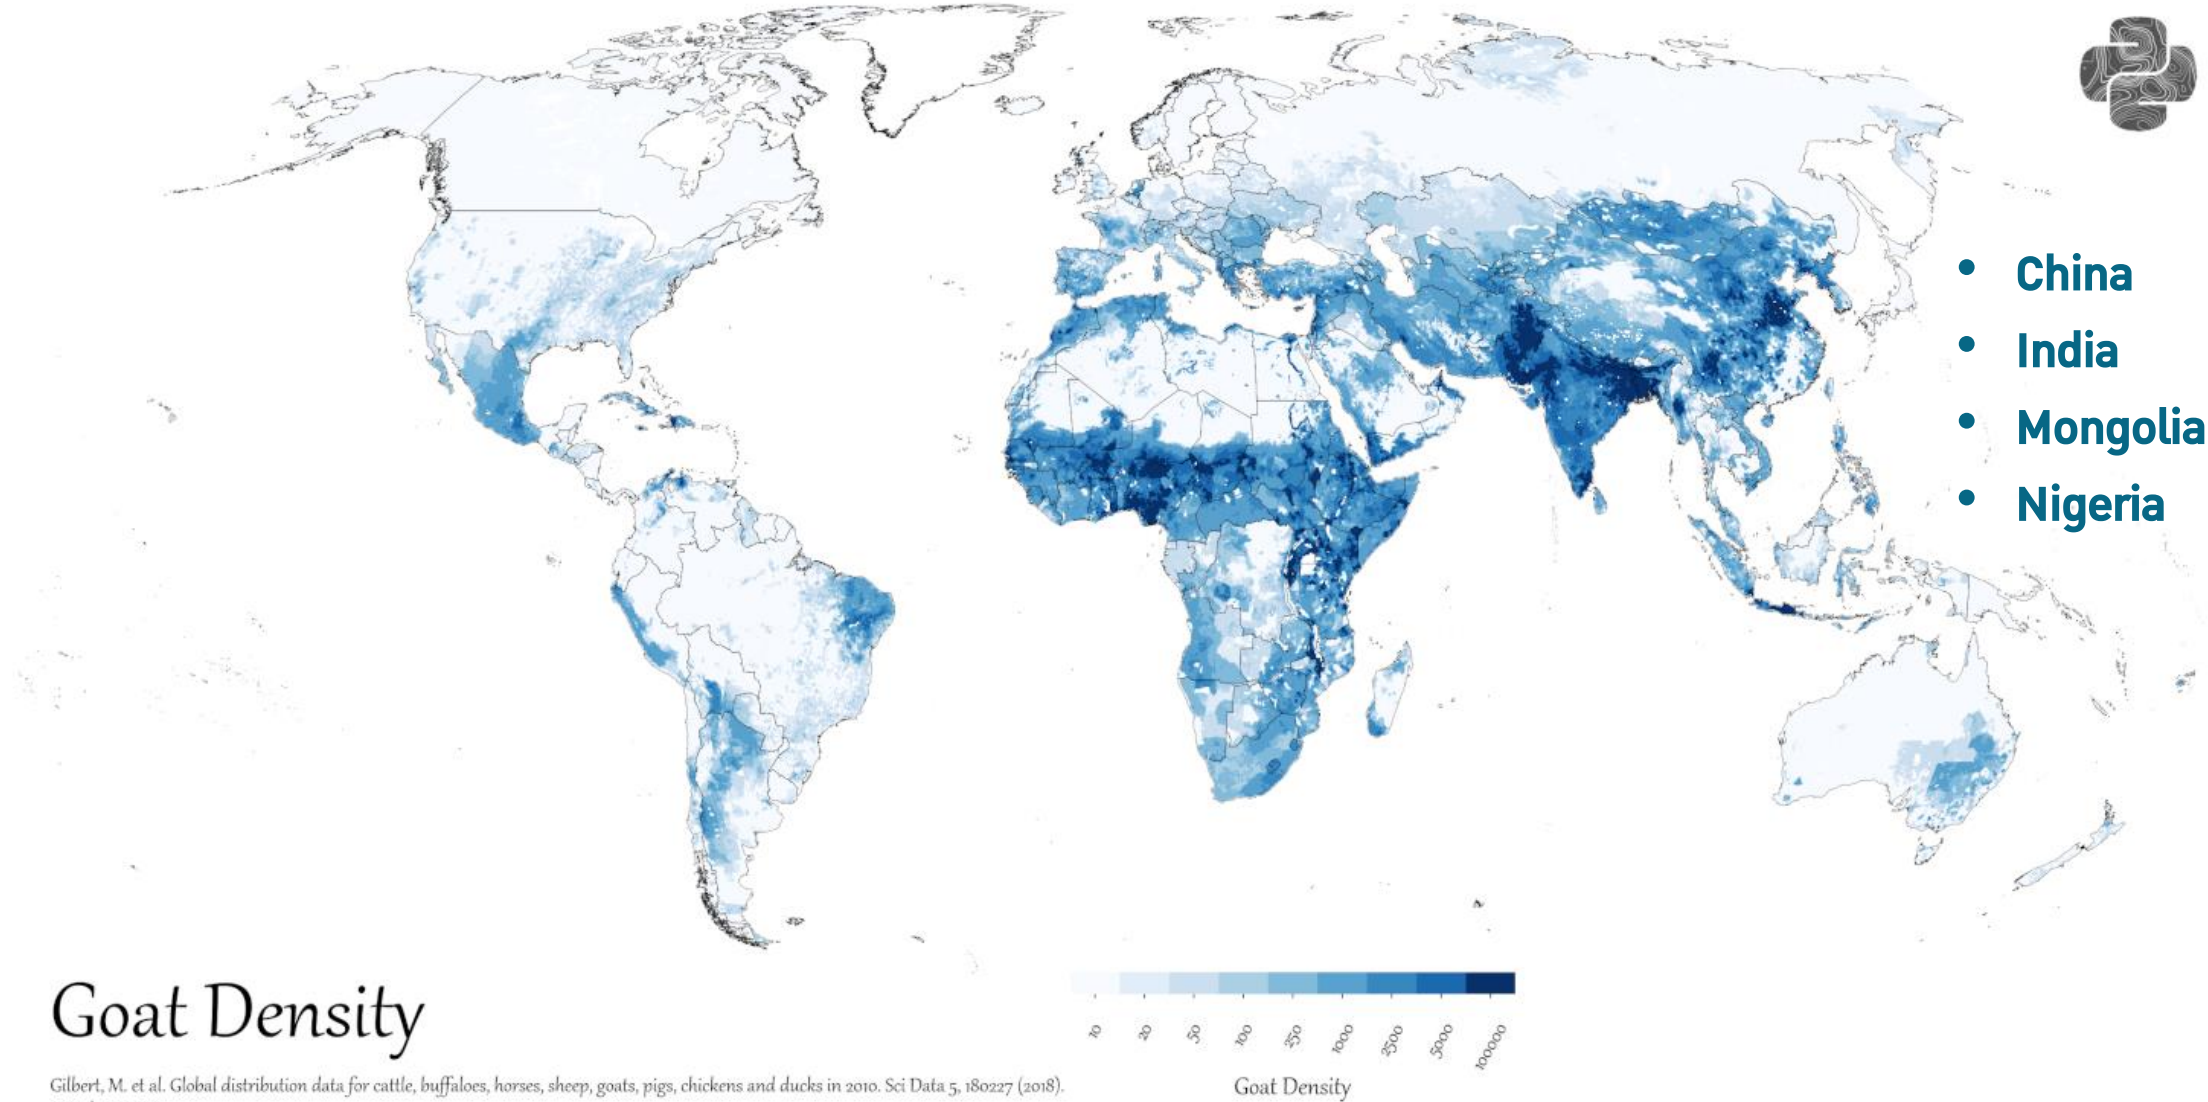 • China
• India
• Mongolia
• Nigeria
Goat Density
10 20 50 100 250 1000 2500 5000 100000
Goat Density
Gilbert, M. et al. Global distribution data for cattle, buffaloes, horses, sheep, goats, pigs, chickens and ducks in 2010. Sci Data 5, 180227 (2018).